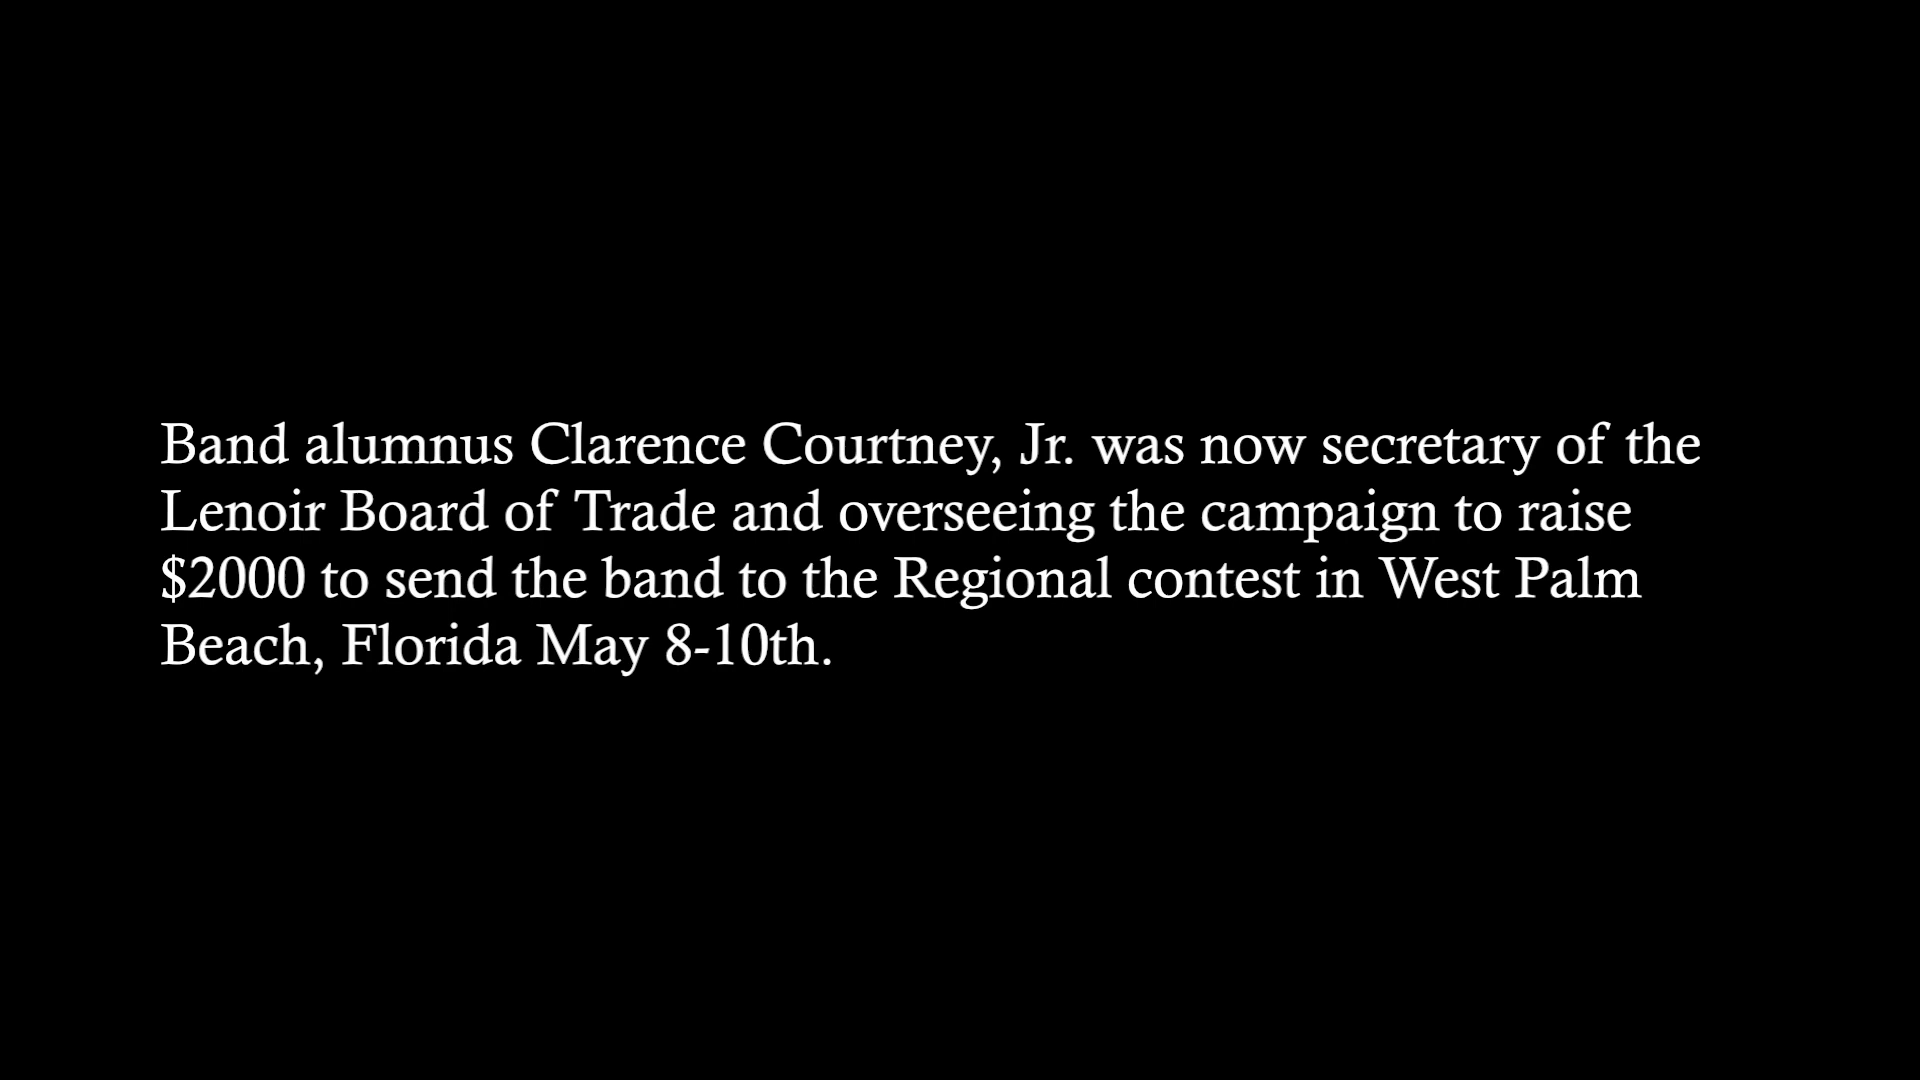 Band alumnus Clarence Courtney, Jr. was now secretary of the
Lenoir Board of Trade and overseeing the campaign to raise
$2000 to send the band to the Regional contest in West Palm
Beach, Florida May 8-10th.